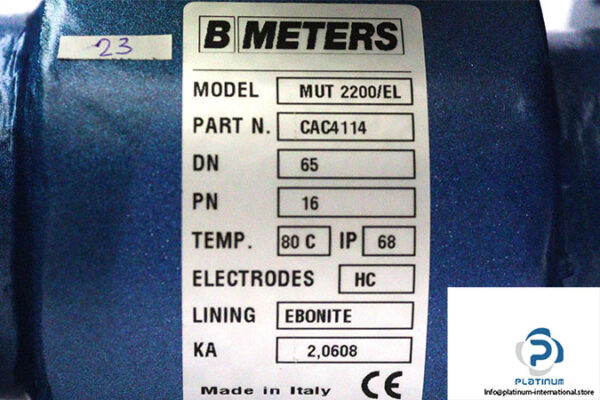 23
B METERS
MODEL MUT 2200/EL
PART N. CAC4114
DN 65
PN 16
TEMP. 80 C IP 68
ELECTRODES HC
LINING EBONITE
KA 2,0608
Made in Italy CE
PLATINUM
Info@platinum-international.store